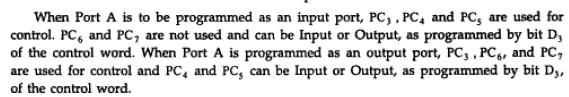 When Port A is to be programmed as an input port, PC₃ , PC₄ and PC₅ are used for
control. PC₆ and PC₇ are not used and can be Input or Output, as programmed by bit D₃
of the control word. When Port A is programmed as an output port, PC₃ , PC₆, and PC₇
are used for control and PC₄ and PC₅ can be Input or Output, as programmed by bit D₃,
of the control word.